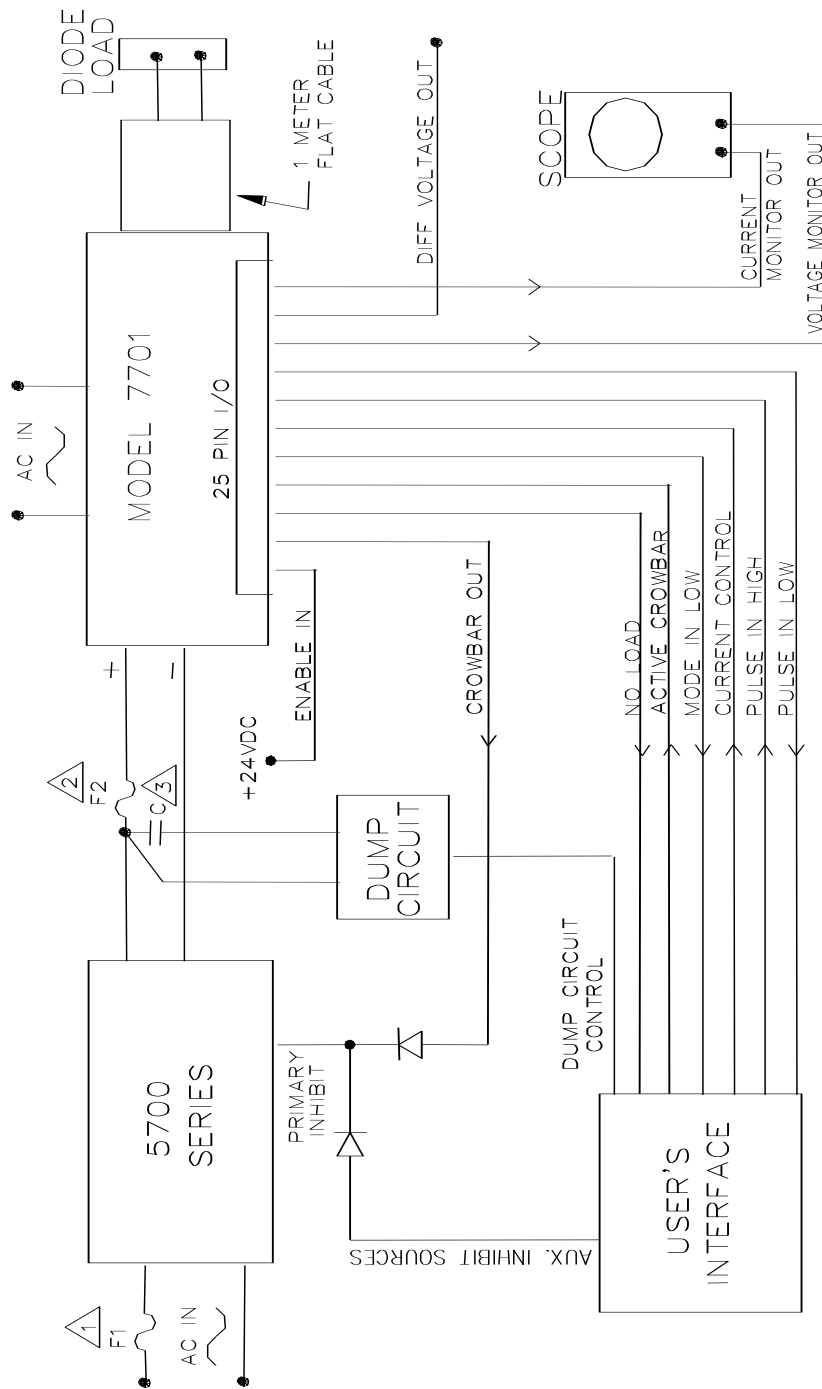 DIODE
LOAD
1 METER
FLAT CABLE
DIFF VOLTAGE OUT
SCOPE
CURRENT
MONITOR OUT
VOLTAGE MONITOR OUT
AC IN
MODEL 7701
25 PIN I/O
+
-
ENABLE IN
+24VDC
CROWBAR OUT
NO LOAD
ACTIVE CROWBAR
MODE IN LOW
CURRENT CONTROL
PULSE IN HIGH
PULSE IN LOW
2
F2
C
3
DUMP
CIRCUIT
DUMP CIRCUIT
CONTROL
5700
SERIES
PRIMARY
INHIBIT
AUX. INHIBIT SOURCES
USER'S
INTERFACE
1
F1
AC IN